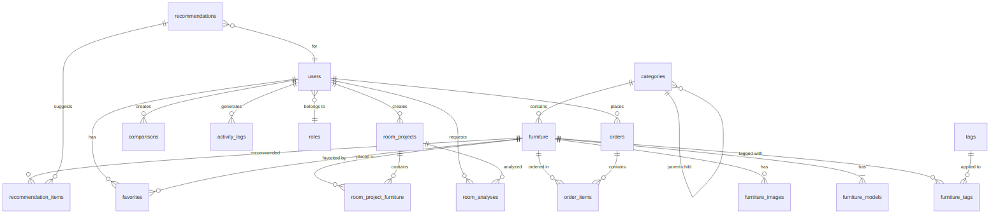 recommendations
for
users
categories
suggests
creates
generates
belongs to
creates
places
contains
has
comparisons
activity_logs
roles
room_projects
requests
furniture
orders
tags
recommended
favorited by
placed in
contains
analyzed
ordered in
contains
parent-child
has
has
tagged with
applied to
recommendation_items
favorites
room_project_furniture
room_analyses
order_items
furniture_images
furniture_models
furniture_tags